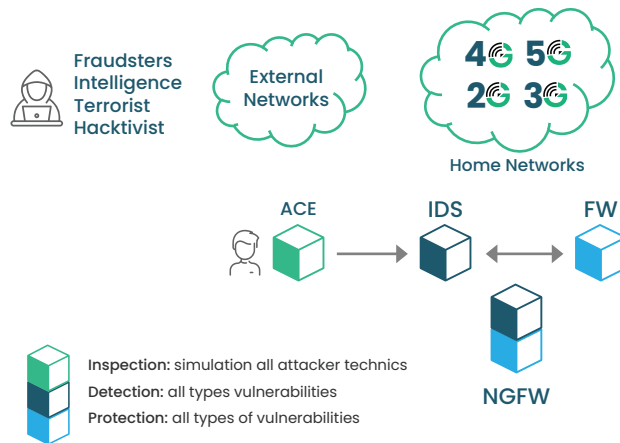 Fraudsters
Intelligence
Terrorist
Hacktivist
External
Networks
4G 5G
2G 3G
Home Networks
ACE
IDS
FW
NGFW
Inspection: simulation all attacker technics
Detection: all types vulnerabilities
Protection: all types of vulnerabilities